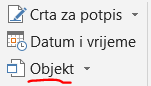 Crta za potpis
Datum i vrijeme
Objekt